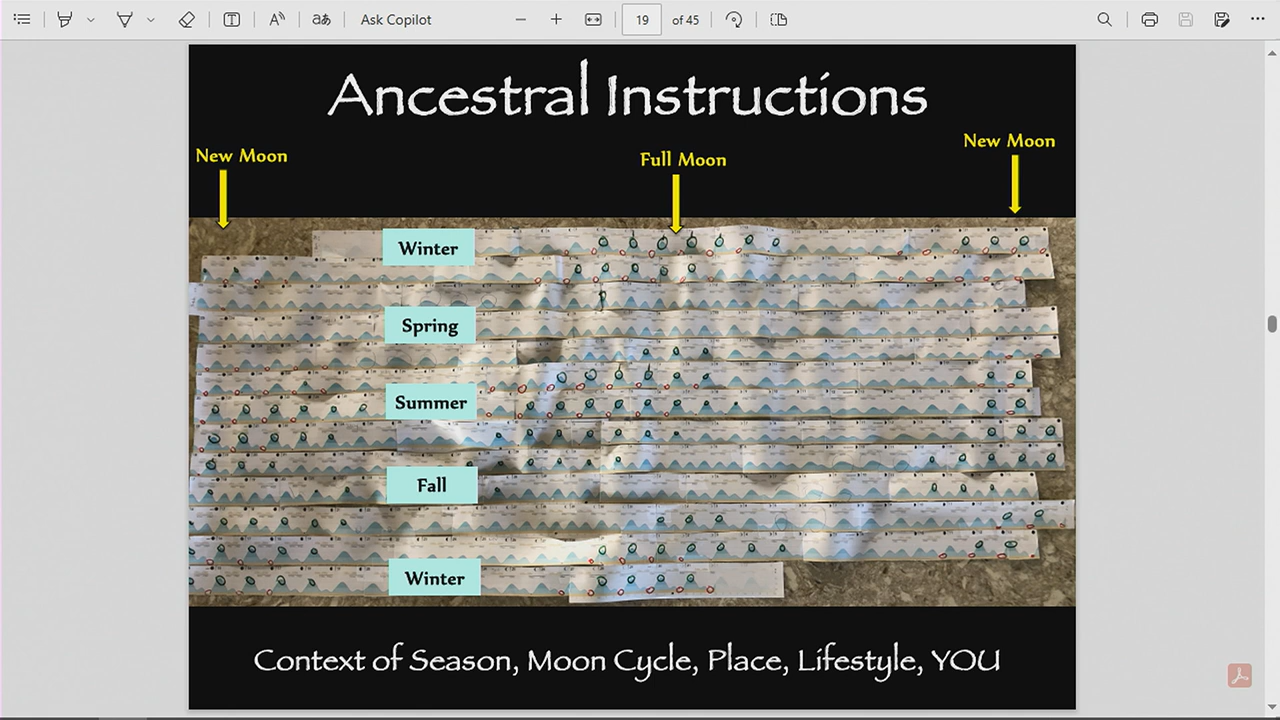 Ask Copilot
19 of 45
Ancestral Instructions
New Moon
Full Moon
New Moon
Winter
Spring
Summer
Fall
Winter
Context of Season, Moon Cycle, Place, Lifestyle, YOU